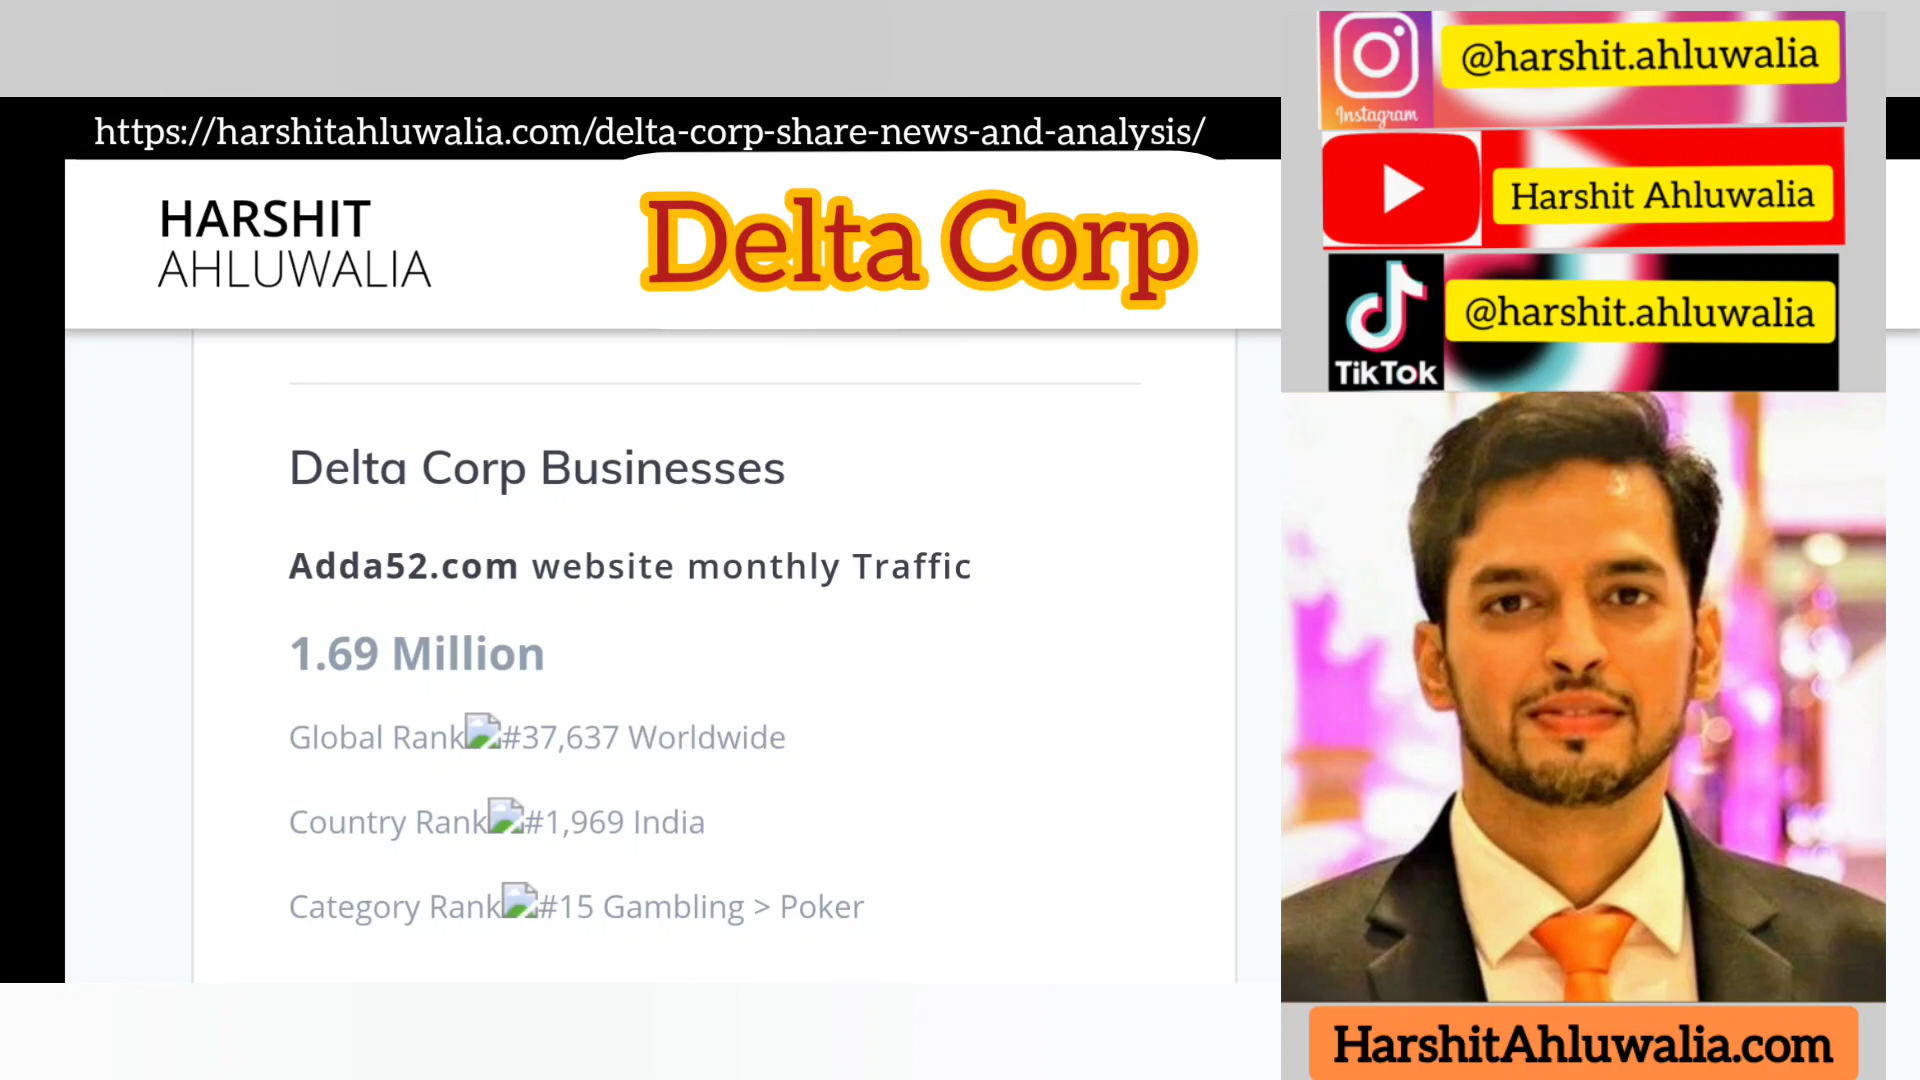 https://harshitahluwalia.com/delta-corp-share-news-and-analysis/
HARSHIT
AHLUWALIA
Delta Corp
Delta Corp Businesses
Adda52.com website monthly Traffic
1.69 Million
Global Rank#37,637 Worldwide
Country Rank#1,969 India
Category Rank#15 Gambling > Poker
Instagram
@harshit.ahluwalia
Harshit Ahluwalia
TikTok
@harshit.ahluwalia
HarshitAhluwalia.com